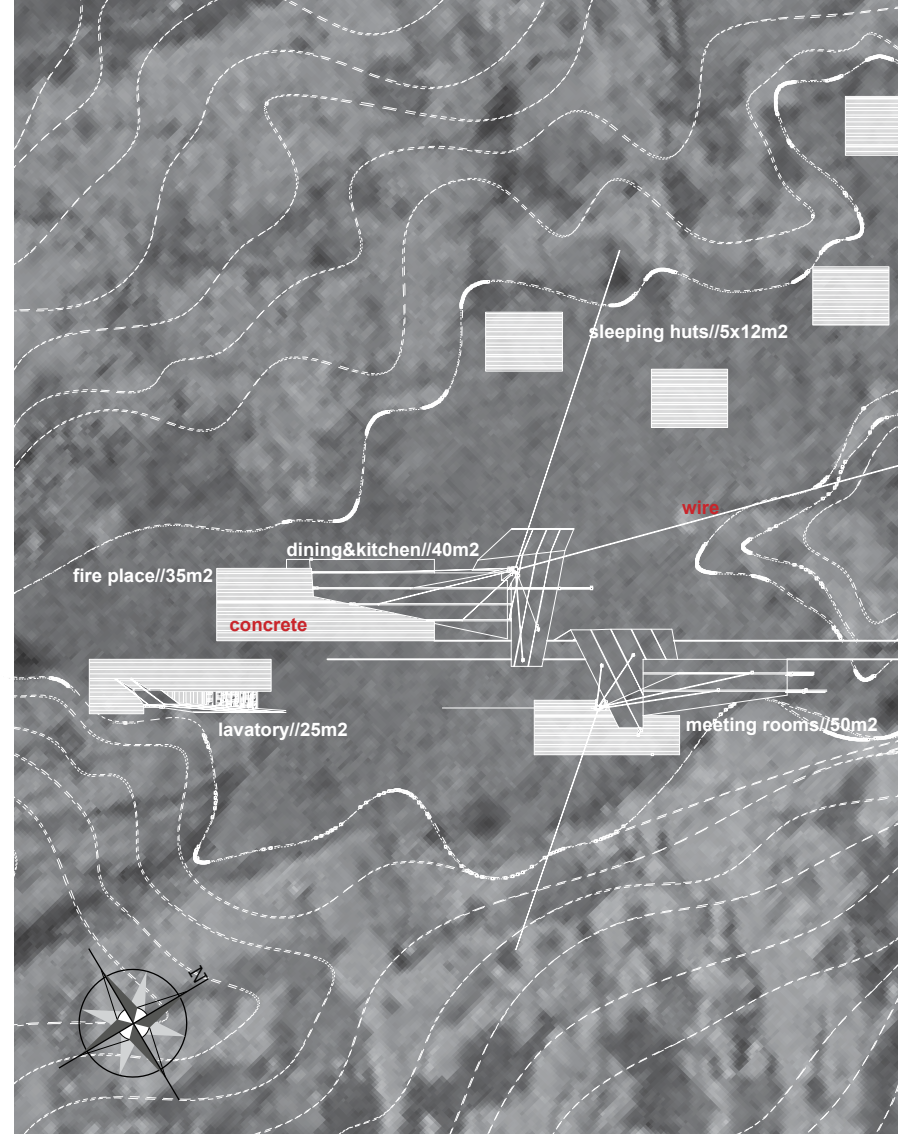 sleeping huts//5x12m2
wire
dining&kitchen//40m2
fire place//35m2
concrete
meeting rooms//50m2
lavatory//25m2
N